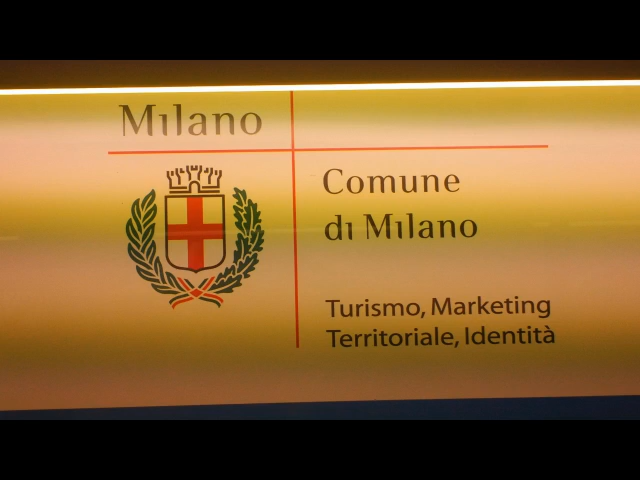 Milano
Comune
di Milano
Turismo, Marketing
Territoriale, Identità